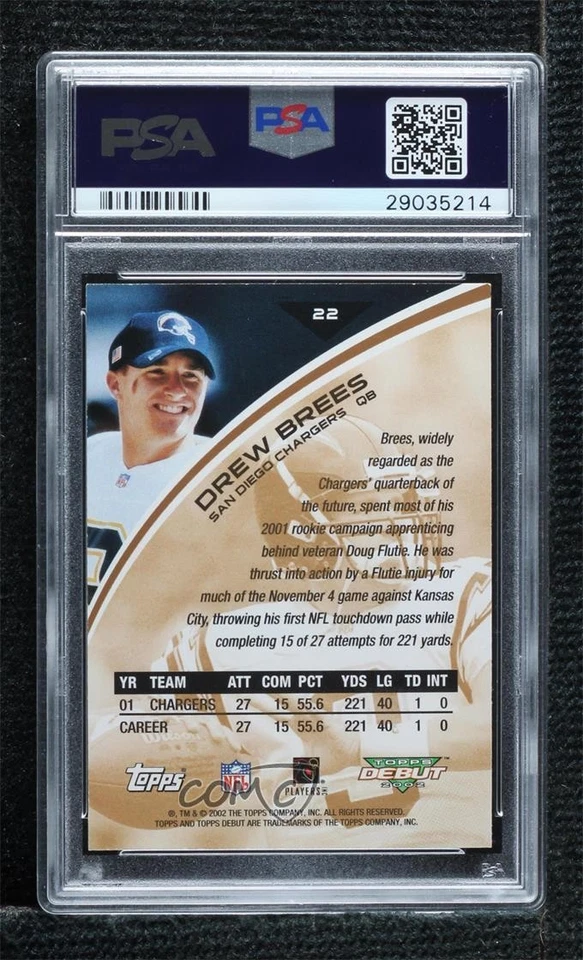 PSA
PSA
29035214
22
DREW BREES
SAN DIEGO CHARGERS QB
Brees, widely
regarded as the
Chargers' quarterback of
the future, spent most of his
2001 rookie campaign apprenticing
behind veteran Doug Flutie. He was
thrust into action by a Flutie injury for
much of the November 4 game against Kansas
City, throwing his first NFL touchdown pass while
completing 15 of 27 attempts for 221 yards.
YR TEAM ATT COM PCT YDS LG TD INT
01 CHARGERS 27 15 55.6 221 40 1 0
CAREER 27 15 55.6 221 40 1 0
Topps®
NFL
PLAYERS INC
TOPPS
DEBUT™
2002
COMC
®, TM & © 2002 THE TOPPS COMPANY, INC. ALL RIGHTS RESERVED.
TOPPS AND TOPPS DEBUT ARE TRADEMARKS OF THE TOPPS COMPANY, INC.
PSA